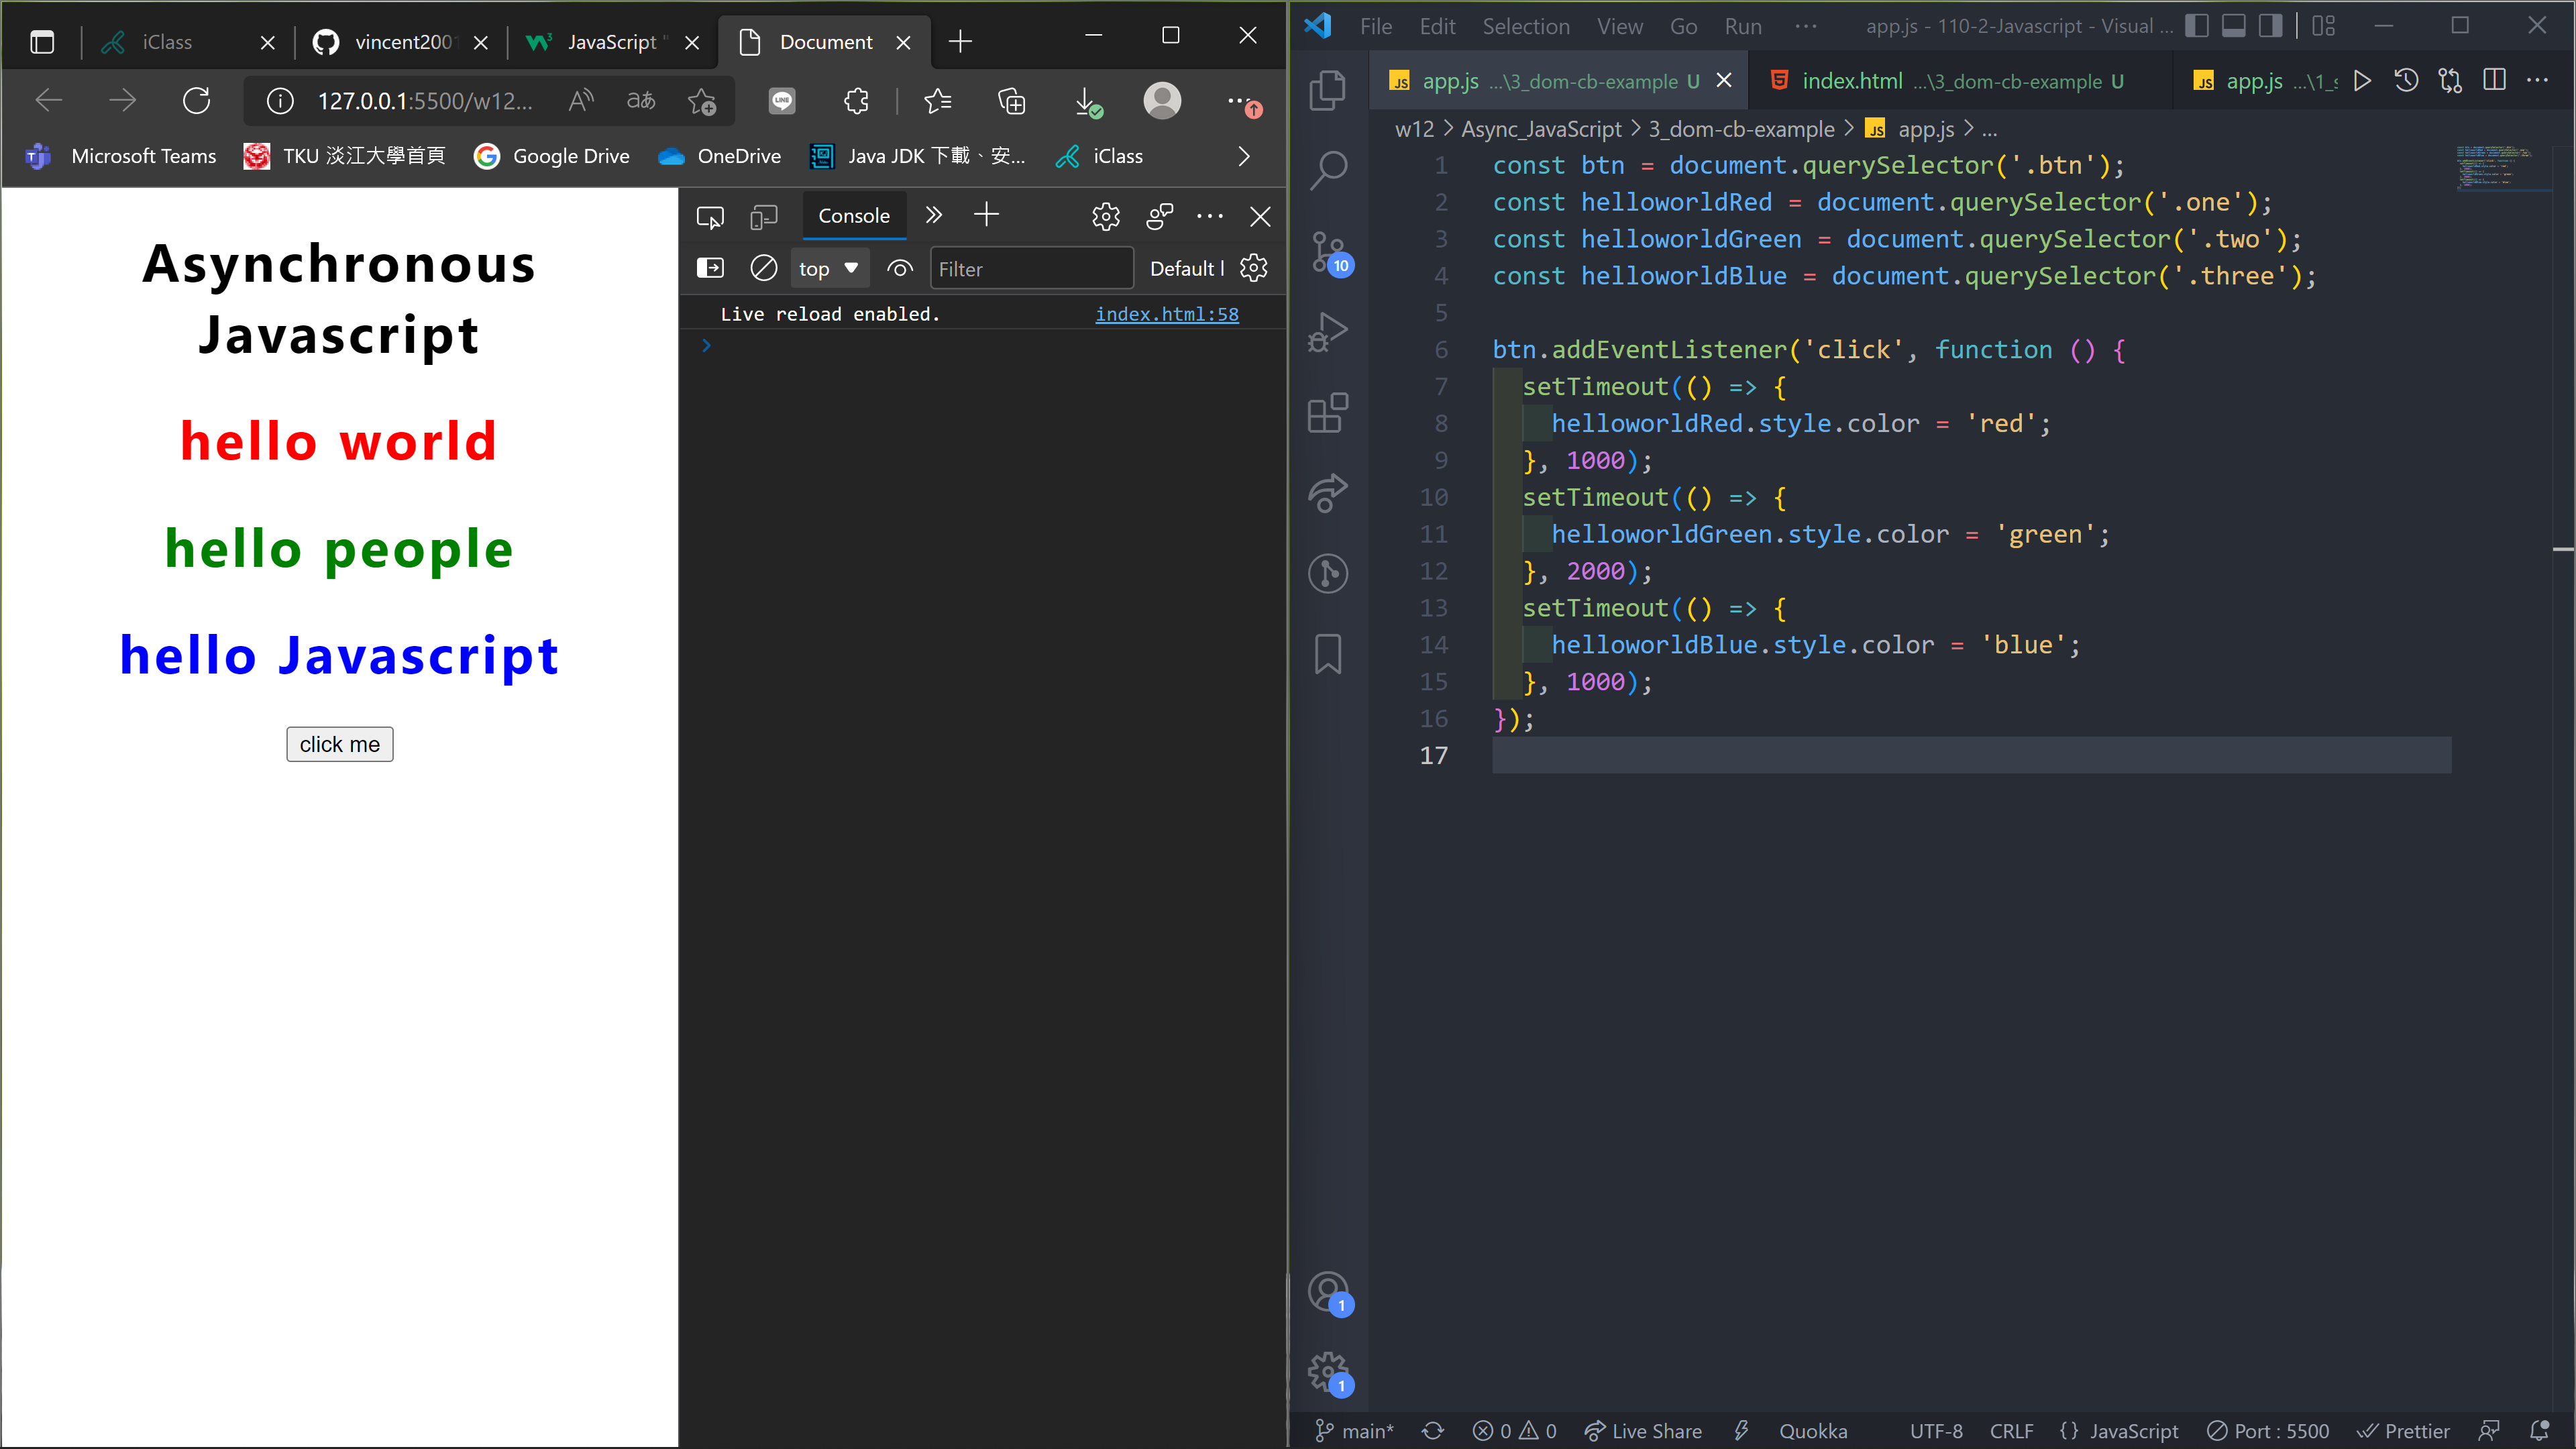 iClass
vincent200
JavaScript "
Document
127.0.0.1:5500/w12...
Microsoft Teams
TKU 淡江大學首頁
Google Drive
OneDrive
Java JDK 下載、安...
iClass
Asynchronous
Javascript
hello world
hello people
hello Javascript
click me
Console
top
Filter
Default l
Live reload enabled.
index.html:58
File Edit Selection View Go Run ···
app.js - 110-2-Javascript - Visual ...
app.js ...\3_dom-cb-example U
index.html ...\3_dom-cb-example U
app.js ...\1_s
w12 > Async_JavaScript > 3_dom-cb-example > JS app.js > ...
1 const btn = document.querySelector('.btn');
2 const helloworldRed = document.querySelector('.one');
3 const helloworldGreen = document.querySelector('.two');
4 const helloworldBlue = document.querySelector('.three');
5
6 btn.addEventListener('click', function () {
7 setTimeout(() => {
8 helloworldRed.style.color = 'red';
9 }, 1000);
10 setTimeout(() => {
11 helloworldGreen.style.color = 'green';
12 }, 2000);
13 setTimeout(() => {
14 helloworldBlue.style.color = 'blue';
15 }, 1000);
16 });
17
10
1
1
main*
0 0
Live Share
Quokka
UTF-8
CRLF
{} JavaScript
Port : 5500
Prettier